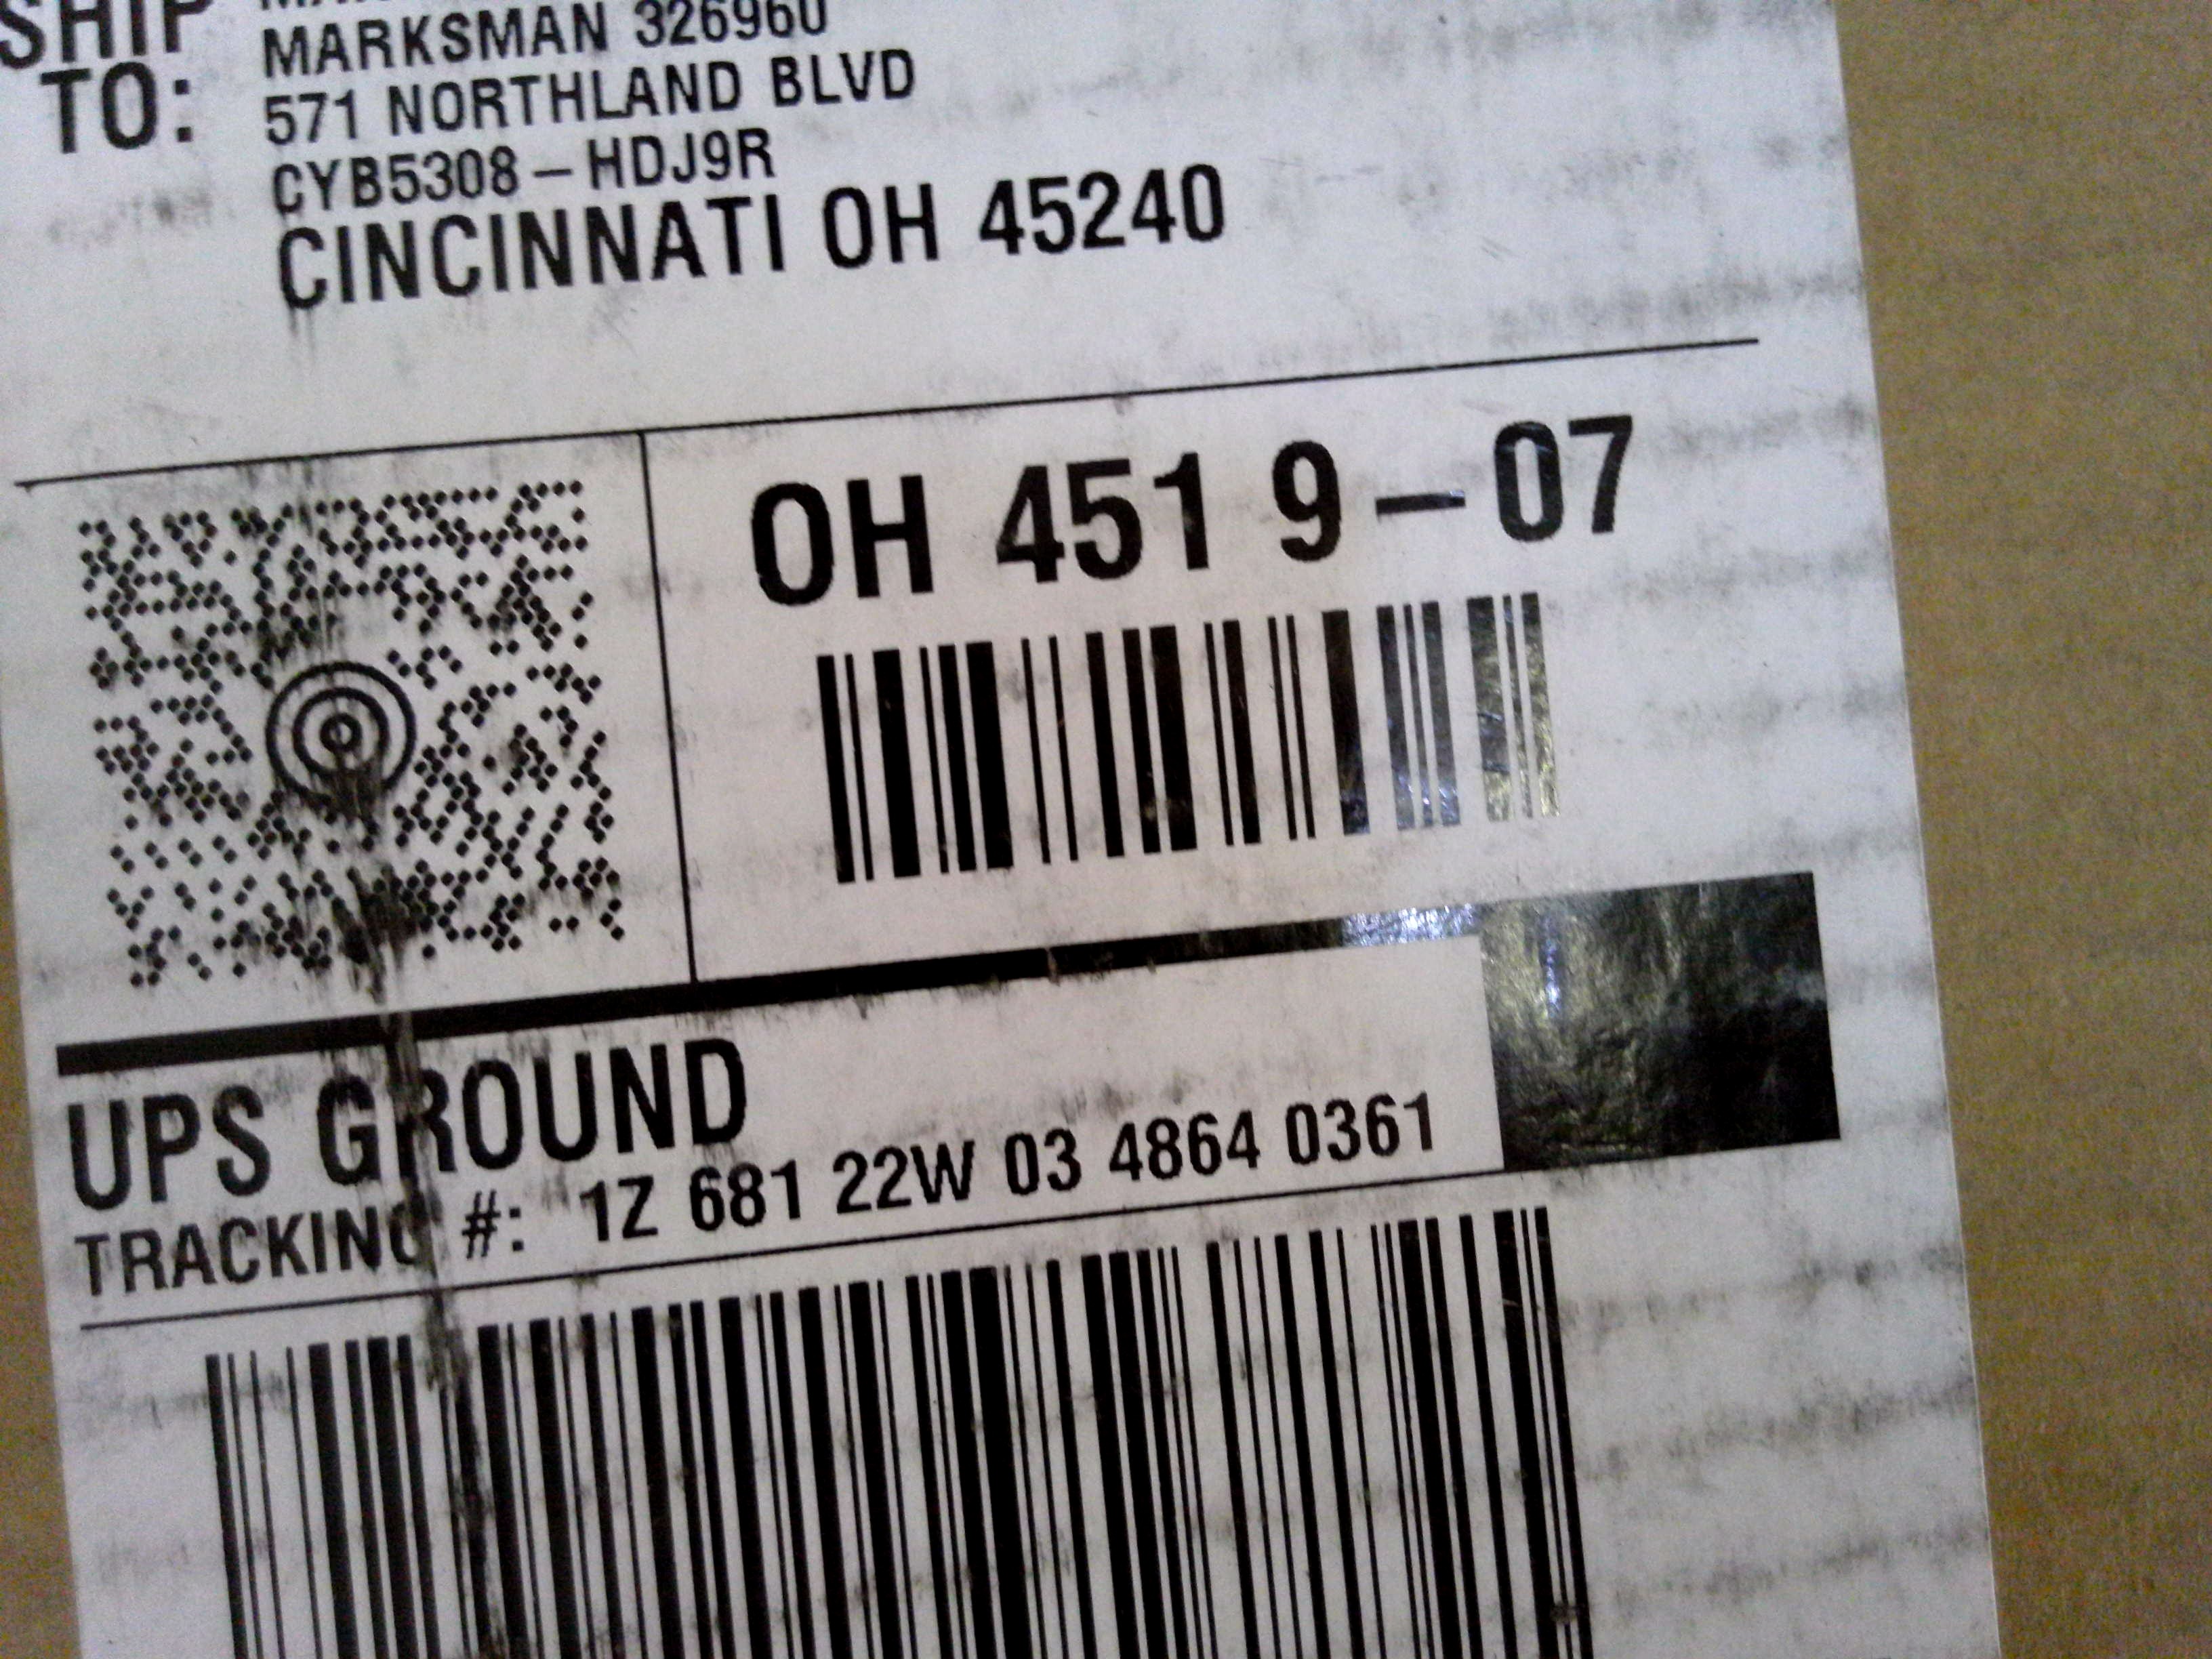 SHIP
TO:
MARKSMAN 326960
571 NORTHLAND BLVD
CYB5308-HDJ9R
CINCINNATI OH 45240
OH 451 9-07
UPS GROUND
TRACKING #: 1Z 681 22W 03 4864 0361